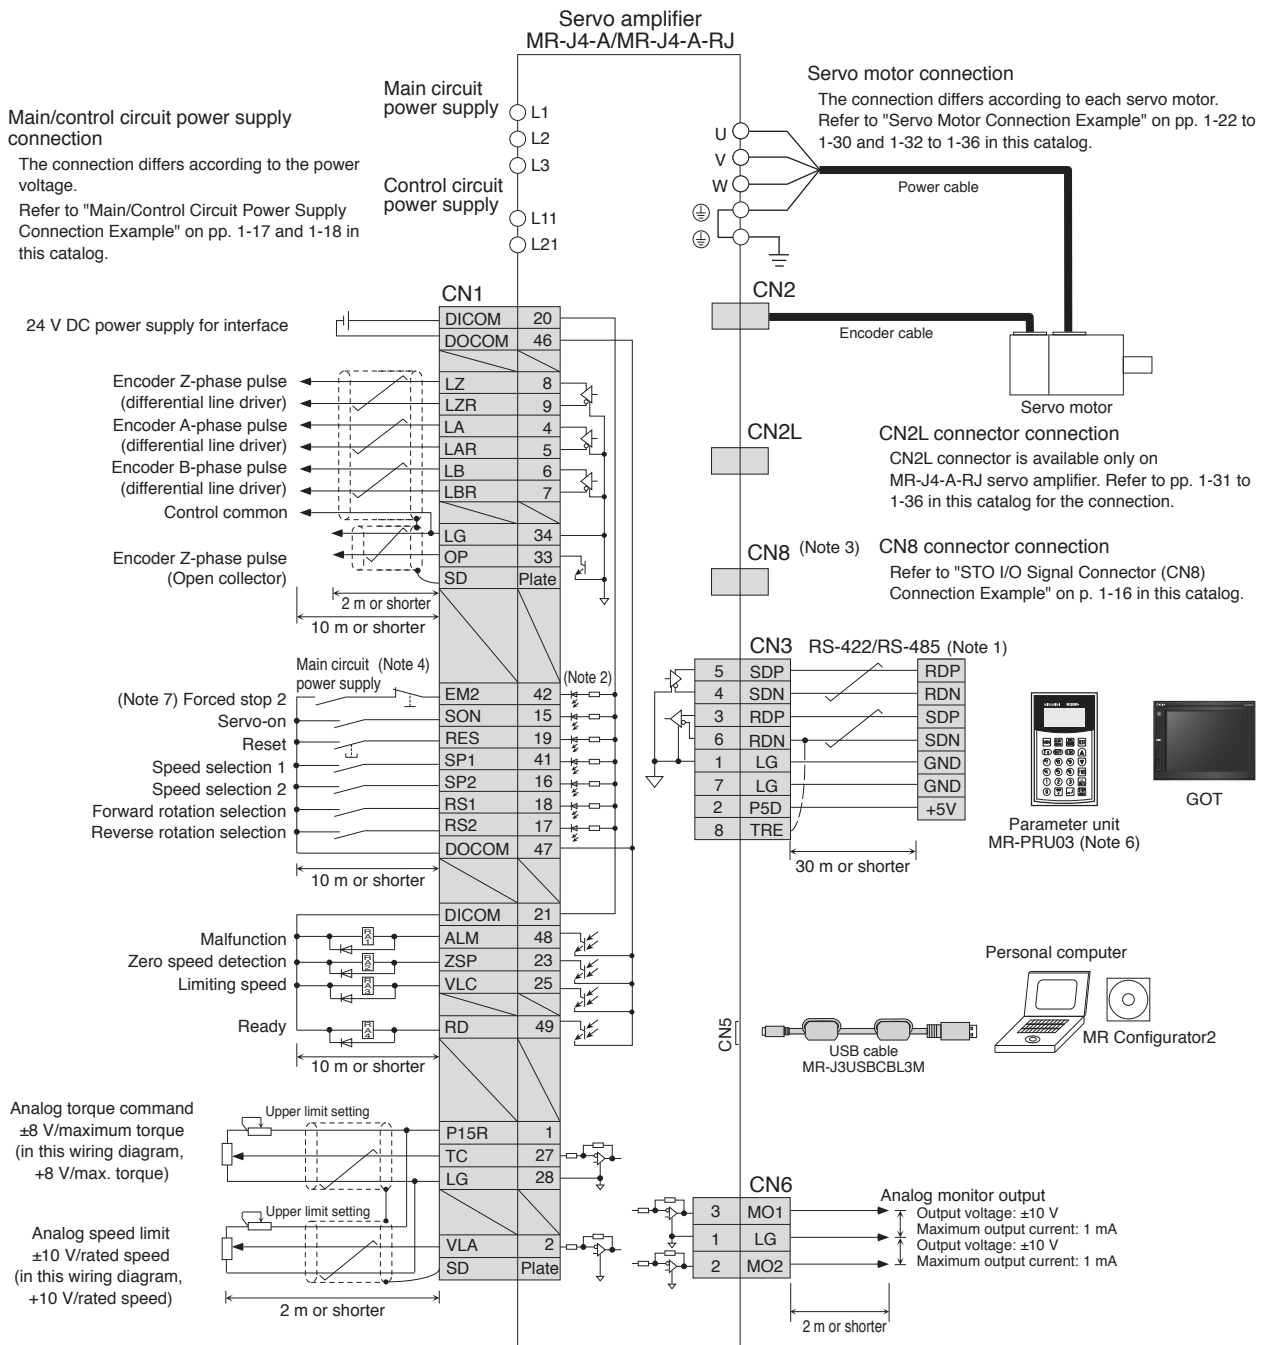 Servo amplifier
MR-J4-A/MR-J4-A-RJ
Main/control circuit power supply
connection
The connection differs according to the power
voltage.
Refer to "Main/Control Circuit Power Supply
Connection Example" on pp. 1-17 and 1-18 in
this catalog.
Main circuit
power supply
L1
L2
L3
Control circuit
power supply
L11
L21
Servo motor connection
The connection differs according to each servo motor.
Refer to "Servo Motor Connection Example" on pp. 1-22 to
1-30 and 1-32 to 1-36 in this catalog.
U
V
W
Power cable
CN2
Encoder cable
Servo motor
CN2L
CN2L connector connection
CN2L connector is available only on
MR-J4-A-RJ servo amplifier. Refer to pp. 1-31 to
1-36 in this catalog for the connection.
CN8 (Note 3)
CN8 connector connection
Refer to "STO I/O Signal Connector (CN8)
Connection Example" on p. 1-16 in this catalog.
CN1
24 V DC power supply for interface
DICOM 20
DOCOM 46
Encoder Z-phase pulse
(differential line driver)
LZ 8
LZR 9
Encoder A-phase pulse
(differential line driver)
LA 4
LAR 5
Encoder B-phase pulse
(differential line driver)
LB 6
LBR 7
Control common
LG 34
Encoder Z-phase pulse
(Open collector)
OP 33
SD Plate
2 m or shorter
10 m or shorter
Main circuit
power supply
(Note 4)
(Note 2)
(Note 7) Forced stop 2 EM2 42
Servo-on SON 15
Reset RES 19
Speed selection 1 SP1 41
Speed selection 2 SP2 16
Forward rotation selection RS1 18
Reverse rotation selection RS2 17
DOCOM 47
10 m or shorter
DICOM 21
Malfunction RA1 ALM 48
Zero speed detection RA2 ZSP 23
Limiting speed RA3 VLC 25
Ready RA4 RD 49
10 m or shorter
Analog torque command
±8 V/maximum torque
(in this wiring diagram,
+8 V/max. torque)
Upper limit setting
P15R 1
TC 27
LG 28
Analog speed limit
±10 V/rated speed
(in this wiring diagram,
+10 V/rated speed)
Upper limit setting
VLA 2
SD Plate
2 m or shorter
CN3 RS-422/RS-485 (Note 1)
5 SDP RDP
4 SDN RDN
3 RDP SDP
6 RDN SDN
1 LG GND
7 LG GND
2 P5D +5V
8 TRE
30 m or shorter
Parameter unit
MR-PRU03 (Note 6)
GOT
Personal computer
CN5
USB cable
MR-J3USBCBL3M
MR Configurator2
CN6
3 MO1
1 LG
2 MO2
Analog monitor output
Output voltage: ±10 V
Maximum output current: 1 mA
Output voltage: ±10 V
Maximum output current: 1 mA
2 m or shorter